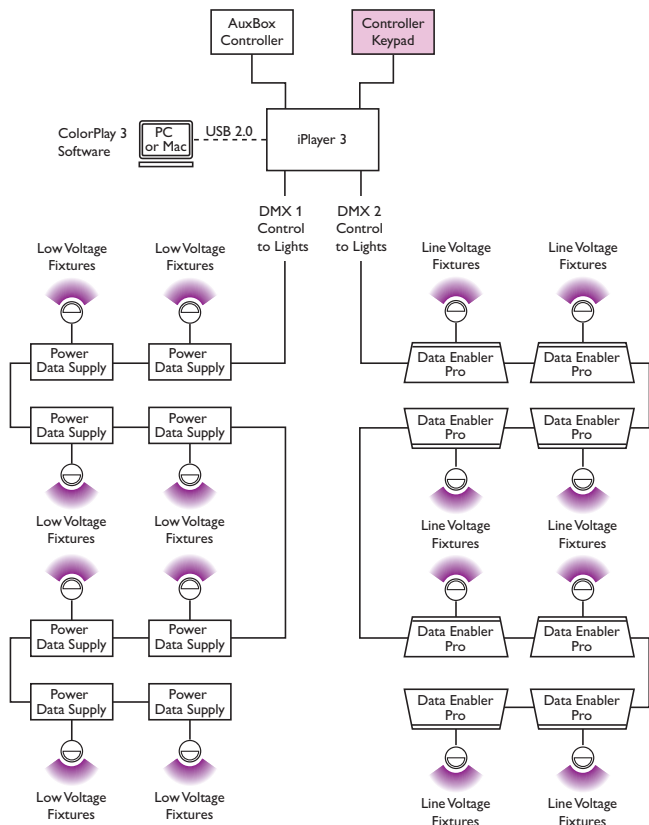 AuxBox
Controller
Controller
Keypad
ColorPlay 3
Software
PC
or Mac
USB 2.0
iPlayer 3
DMX 1
Control
to Lights
DMX 2
Control
to Lights
Low Voltage
Fixtures
Low Voltage
Fixtures
Line Voltage
Fixtures
Line Voltage
Fixtures
Power
Data Supply
Power
Data Supply
Data Enabler
Pro
Data Enabler
Pro
Power
Data Supply
Power
Data Supply
Data Enabler
Pro
Data Enabler
Pro
Low Voltage
Fixtures
Low Voltage
Fixtures
Line Voltage
Fixtures
Line Voltage
Fixtures
Power
Data Supply
Power
Data Supply
Data Enabler
Pro
Data Enabler
Pro
Power
Data Supply
Power
Data Supply
Data Enabler
Pro
Data Enabler
Pro
Low Voltage
Fixtures
Low Voltage
Fixtures
Line Voltage
Fixtures
Line Voltage
Fixtures